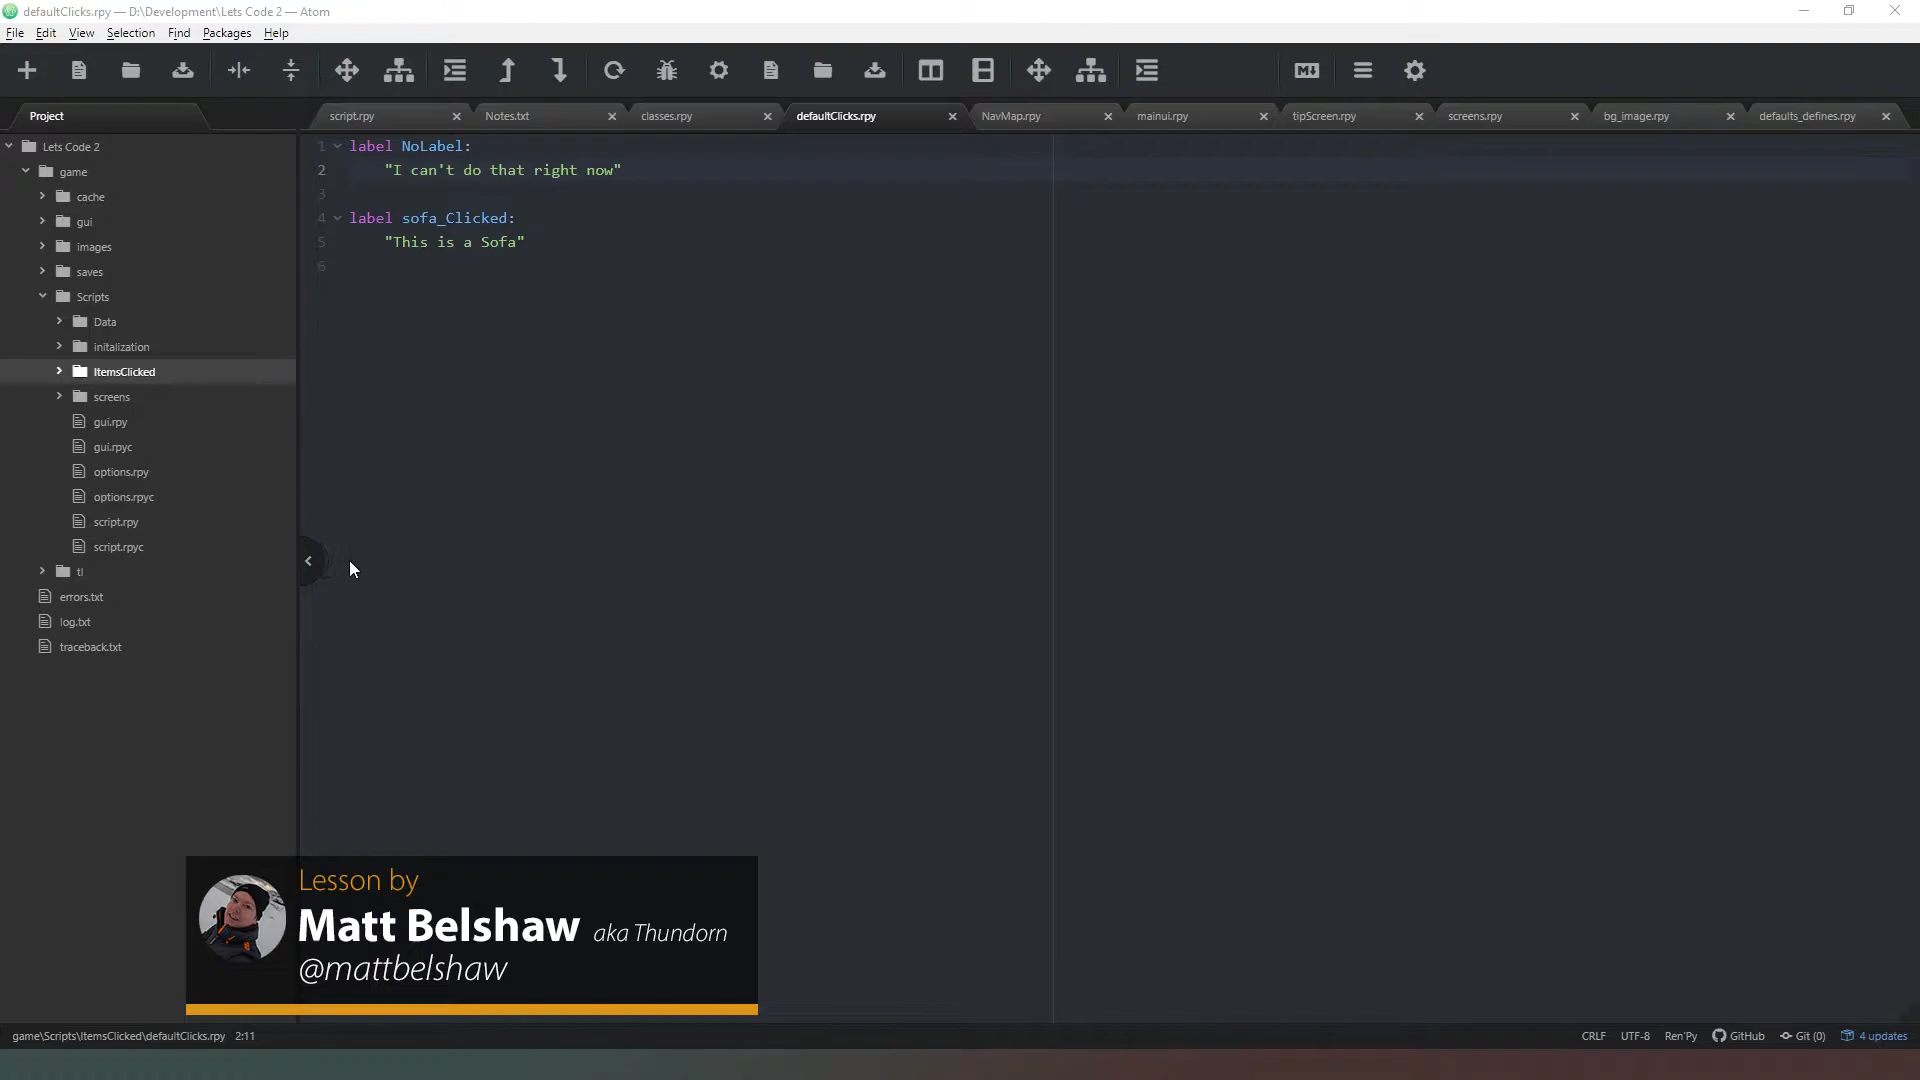 defaultClicks.rpy — D:\Development\Lets Code 2 — Atom
File Edit View Selection Find Packages Help
Project
script.rpy
Notes.txt
classes.rpy
defaultClicks.rpy
NavMap.rpy
mainui.rpy
tipScreen.rpy
screens.rpy
bg_image.rpy
defaults_defines.rpy
Lets Code 2
game
cache
gui
images
saves
Scripts
Data
initalization
ItemsClicked
screens
gui.rpy
gui.rpyc
options.rpy
options.rpyc
script.rpy
script.rpyc
tl
errors.txt
log.txt
traceback.txt
1 label NoLabel:
2 "I can't do that right now"
3
4 label sofa_Clicked:
5 "This is a Sofa"
6
Lesson by
Matt Belshaw aka Thundorn
@mattbelshaw
game\Scripts\ItemsClicked\defaultClicks.rpy 2:11
CRLF UTF-8 Ren'Py GitHub Git (0) 4 updates